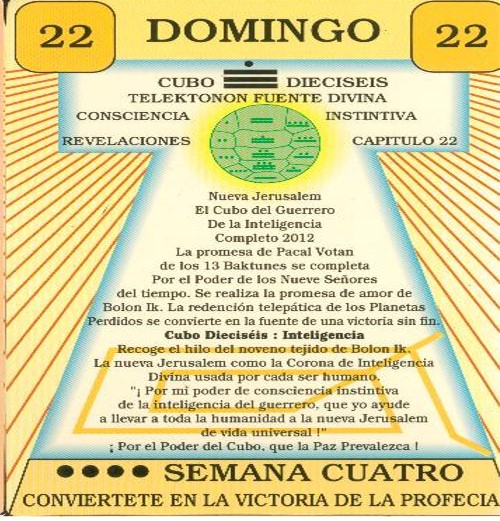 22 DOMINGO 22
CUBO DIECISEIS
TELEKTONON FUENTE DIVINA
CONSCIENCIA INSTINTIVA
REVELACIONES CAPITULO 22
Nueva Jerusalem
El Cubo del Guerrero
De la Inteligencia
Completo 2012
La promesa de Pacal Votan
de los 13 Baktunes se completa
Por el Poder de los Nueve Señores
del tiempo. Se realiza la promesa de amor de
Bolon Ik. La redención telepática de los Planetas
Perdidos se convierte en la fuente de una victoria sin fin.
Cubo Dieciséis : Inteligencia
Recoge el hilo del noveno tejido de Bolon Ik.
La nueva Jerusalem como la Corona de Inteligencia
Divina usada por cada ser humano.
"¡ Por mi poder de consciencia instintiva
de la inteligencia del guerrero, que yo ayude
a llevar a toda la humanidad a la nueva Jerusalem
de vida universal !"
¡ Por el Poder del Cubo, que la Paz Prevalezca !
SEMANA CUATRO
CONVIERTETE EN LA VICTORIA DE LA PROFECIA